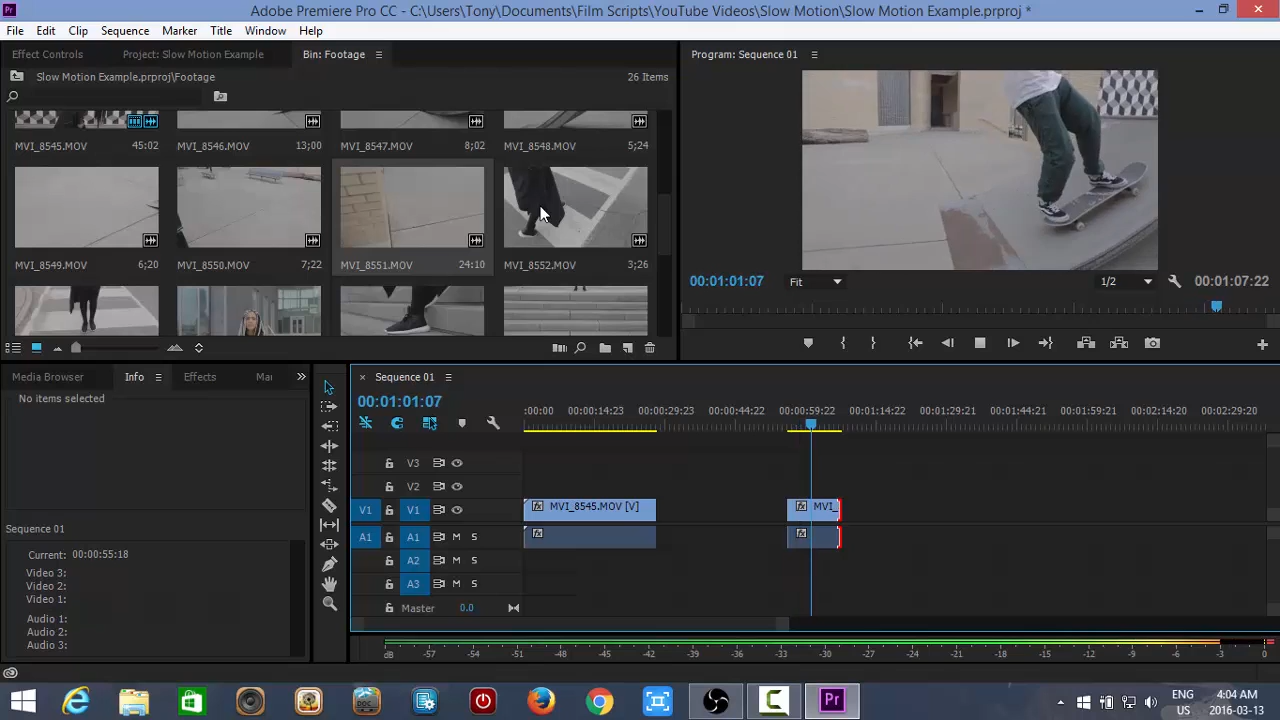 Pr Adobe Premiere Pro CC - C:\Users\Tony\Documents\Film Scripts\YouTube Videos\Slow Motion\Slow Motion Example.prproj *
File Edit Clip Sequence Marker Title Window Help
Effect Controls Project: Slow Motion Example Bin: Footage
Program: Sequence 01
Slow Motion Example.prproj\Footage 26 Items
MVI_8545.MOV 45:02 MVI_8546.MOV 13;00 MVI_8547.MOV 8;02 MVI_8548.MOV 5;24
MVI_8549.MOV 6;20 MVI_8550.MOV 7;22 MVI_8551.MOV 24:10 MVI_8552.MOV 3;26
00:01:01:07 Fit 1/2 00:01:07:22
Media Browser Info Effects Mai
No items selected
Sequence 01
Current: 00:00:55:18
Video 3:
Video 2:
Video 1:
Audio 1:
Audio 2:
Audio 3:
Sequence 01
00:01:01:07
:00:00 00:00:14:23 00:00:29:23 00:00:44:22 00:00:59:22 00:01:14:22 00:01:29:21 00:01:44:21 00:01:59:21 00:02:14:20 00:02:29:20
V3
V2
V1 V1 fx MVI_8545.MOV [V] fx MVI_
A1 A1 M S fx fx
A2 M S
A3 M S
Master 0.0
dB -57 -54 -51 -48 -45 -42 -39 -36 -33 -30 -27 -24 -21 -18 -15 -12 -9 -6 -3 0
DOC
Pr
ENG
US
4:04 AM
2016-03-13